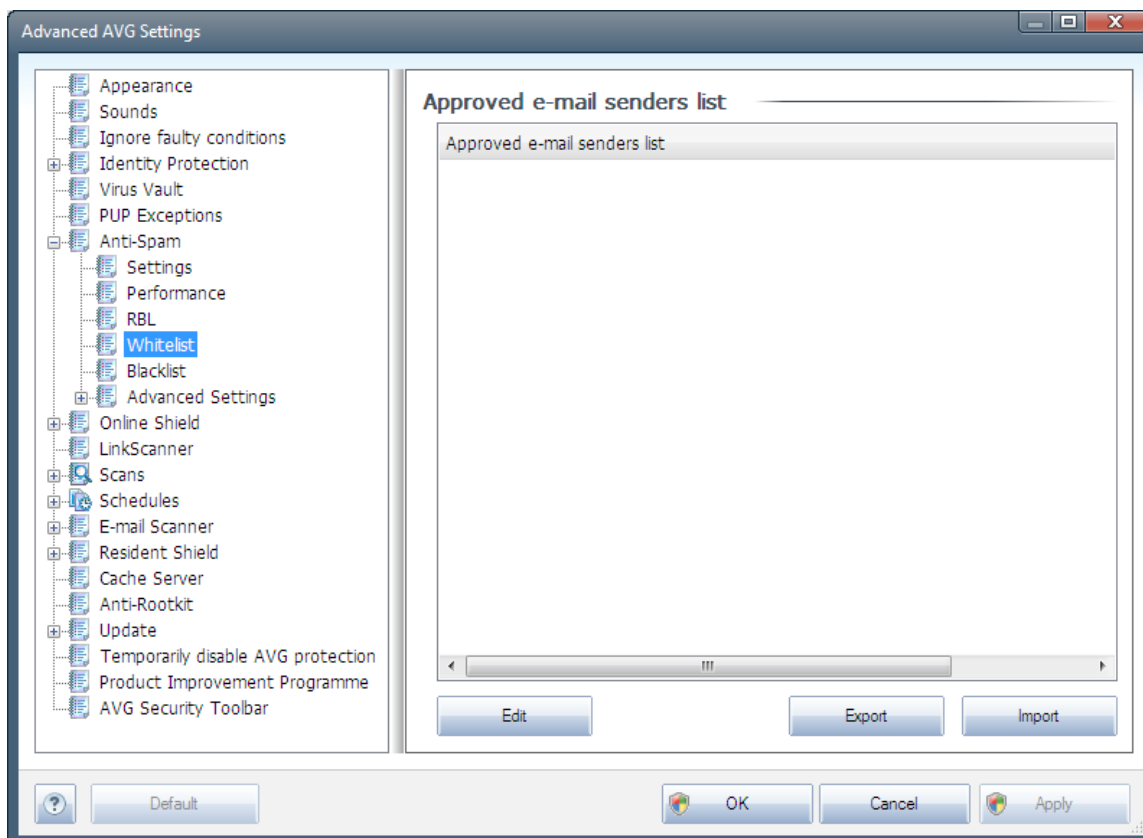 Advanced AVG Settings
Appearance
Sounds
Ignore faulty conditions
Identity Protection
Virus Vault
PUP Exceptions
Anti-Spam
Settings
Performance
RBL
Whitelist
Blacklist
Advanced Settings
Online Shield
LinkScanner
Scans
Schedules
E-mail Scanner
Resident Shield
Cache Server
Anti-Rootkit
Update
Temporarily disable AVG protection
Product Improvement Programme
AVG Security Toolbar
Approved e-mail senders list
Approved e-mail senders list
Edit
Export
Import
?
Default
OK
Cancel
Apply